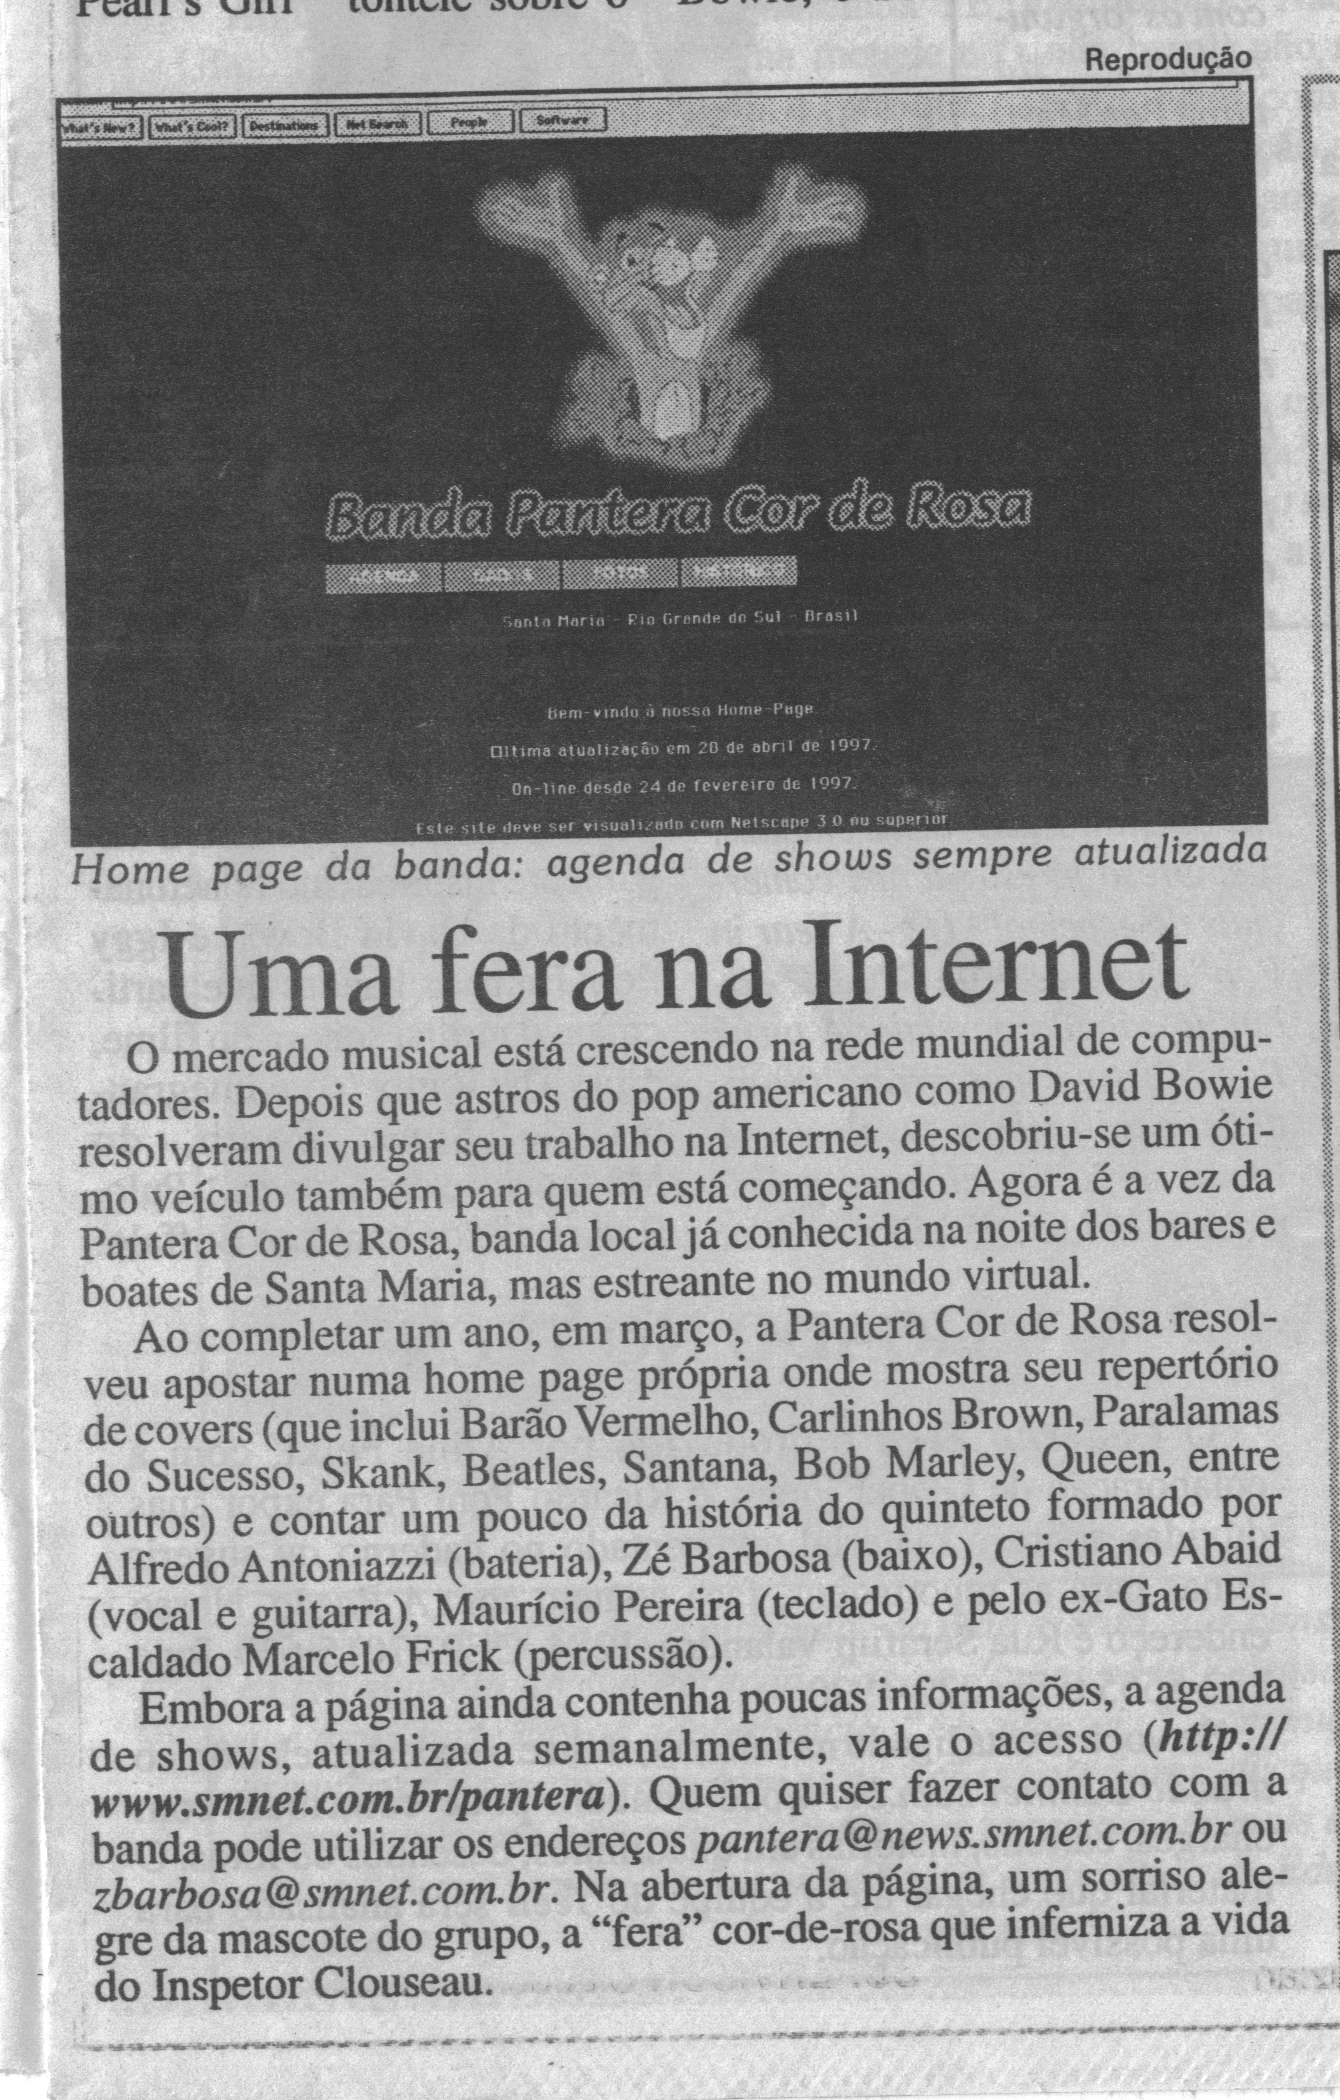 Pearl's Girl
sobre o
Bowie,
Reprodução
What's New? What's Cool? Destinations Net Search People Software
Banda Pantera Cor de Rosa
AGENDA FOTOS HISTÓRICO
Santa Maria - Rio Grande do Sul - Brasil
Bem-vindo à nossa Home-Page
Última atualização em 28 de abril de 1997.
On-line desde 24 de fevereiro de 1997.
Este site deve ser visualizado com Netscape 3.0 ou superior
Home page da banda: agenda de shows sempre atualizada
Uma fera na Internet
O mercado musical está crescendo na rede mundial de compu-
tadores. Depois que astros do pop americano como David Bowie
resolveram divulgar seu trabalho na Internet, descobriu-se um óti-
mo veículo também para quem está começando. Agora é a vez da
Pantera Cor de Rosa, banda local já conhecida na noite dos bares e
boates de Santa Maria, mas estreante no mundo virtual.
Ao completar um ano, em março, a Pantera Cor de Rosa resol-
veu apostar numa home page própria onde mostra seu repertório
de covers (que inclui Barão Vermelho, Carlinhos Brown, Paralamas
do Sucesso, Skank, Beatles, Santana, Bob Marley, Queen, entre
outros) e contar um pouco da história do quinteto formado por
Alfredo Antoniazzi (bateria), Zé Barbosa (baixo), Cristiano Abaid
(vocal e guitarra), Maurício Pereira (teclado) e pelo ex-Gato Es-
caldado Marcelo Frick (percussão).
Embora a página ainda contenha poucas informações, a agenda
de shows, atualizada semanalmente, vale o acesso (http://
www.smnet.com.br/pantera). Quem quiser fazer contato com a
banda pode utilizar os endereços pantera@news.smnet.com.br ou
zbarbosa@smnet.com.br. Na abertura da página, um sorriso ale-
gre da mascote do grupo, a “fera” cor-de-rosa que inferniza a vida
do Inspetor Clouseau.